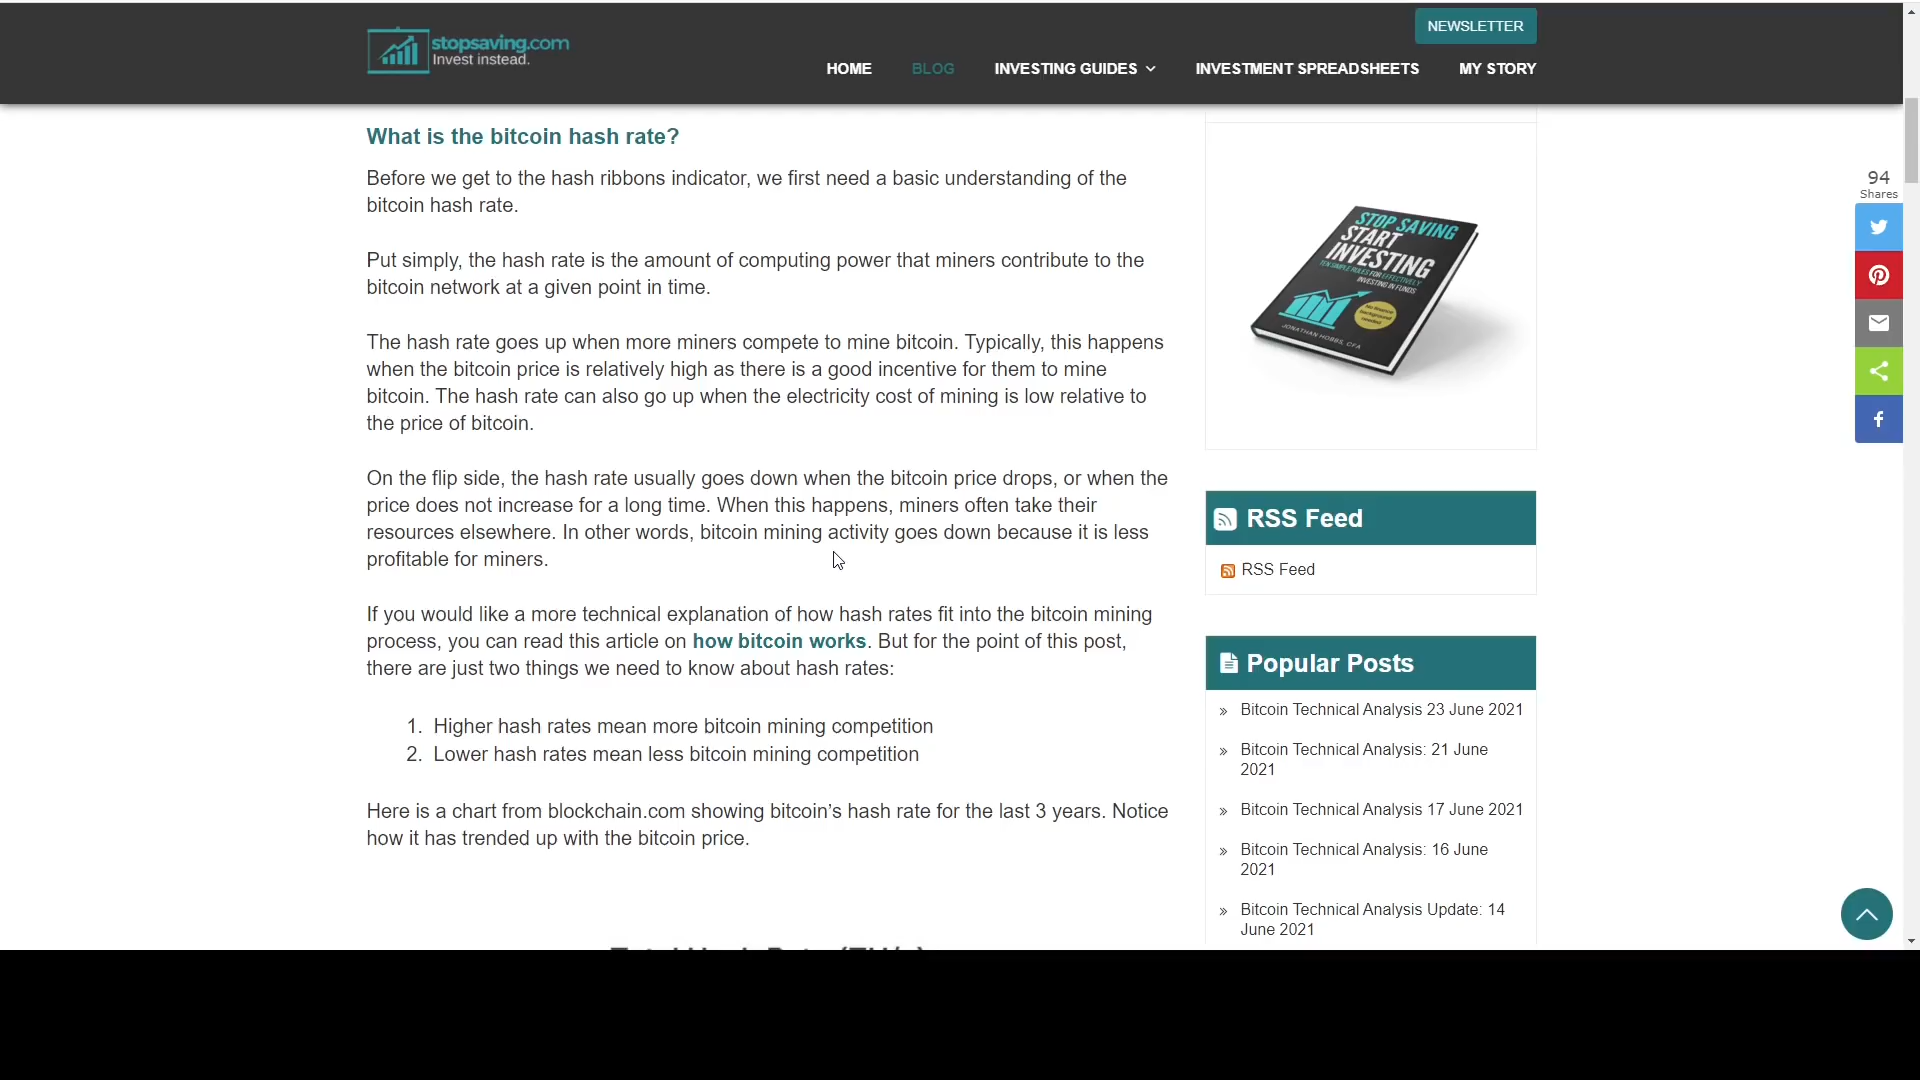 stopsaving.com
Invest instead.
NEWSLETTER
HOME
BLOG
INVESTING GUIDES
INVESTMENT SPREADSHEETS
MY STORY
What is the bitcoin hash rate?
Before we get to the hash ribbons indicator, we first need a basic understanding of the
bitcoin hash rate.
Put simply, the hash rate is the amount of computing power that miners contribute to the
bitcoin network at a given point in time.
The hash rate goes up when more miners compete to mine bitcoin. Typically, this happens
when the bitcoin price is relatively high as there is a good incentive for them to mine
bitcoin. The hash rate can also go up when the electricity cost of mining is low relative to
the price of bitcoin.
On the flip side, the hash rate usually goes down when the bitcoin price drops, or when the
price does not increase for a long time. When this happens, miners often take their
resources elsewhere. In other words, bitcoin mining activity goes down because it is less
profitable for miners.
If you would like a more technical explanation of how hash rates fit into the bitcoin mining
process, you can read this article on how bitcoin works. But for the point of this post,
there are just two things we need to know about hash rates:
1. Higher hash rates mean more bitcoin mining competition
2. Lower hash rates mean less bitcoin mining competition
Here is a chart from blockchain.com showing bitcoin's hash rate for the last 3 years. Notice
how it has trended up with the bitcoin price.
STOP SAVING
START
INVESTING
TEN SIMPLE RULES FOR EFFECTIVELY
INVESTING IN FUNDS
JONATHAN HOBBS, CFA
RSS Feed
RSS Feed
Popular Posts
» Bitcoin Technical Analysis 23 June 2021
» Bitcoin Technical Analysis: 21 June
2021
» Bitcoin Technical Analysis 17 June 2021
» Bitcoin Technical Analysis: 16 June
2021
» Bitcoin Technical Analysis Update: 14
June 2021
94
Shares